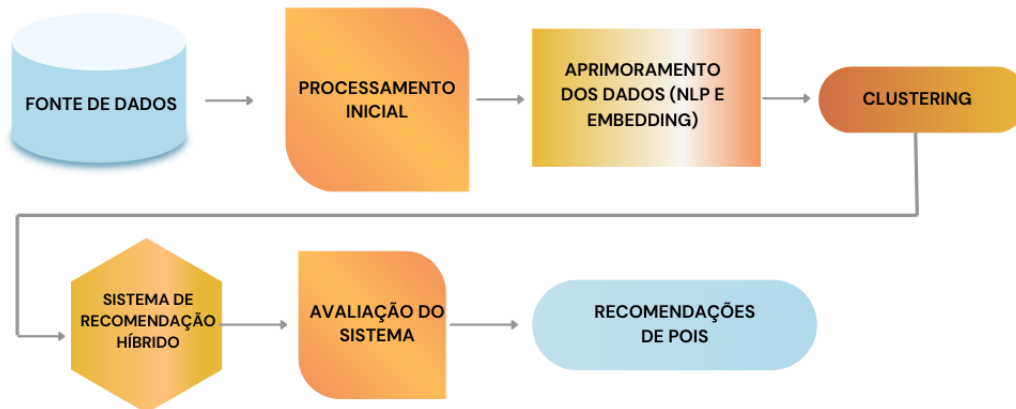 FONTE DE DADOS
PROCESSAMENTO
INICIAL
APRIMORAMENTO
DOS DADOS (NLP E
EMBEDDING)
CLUSTERING
SISTEMA DE
RECOMENDAÇÃO
HÍBRIDO
AVALIAÇÃO DO
SISTEMA
RECOMENDAÇÕES
DE POIS